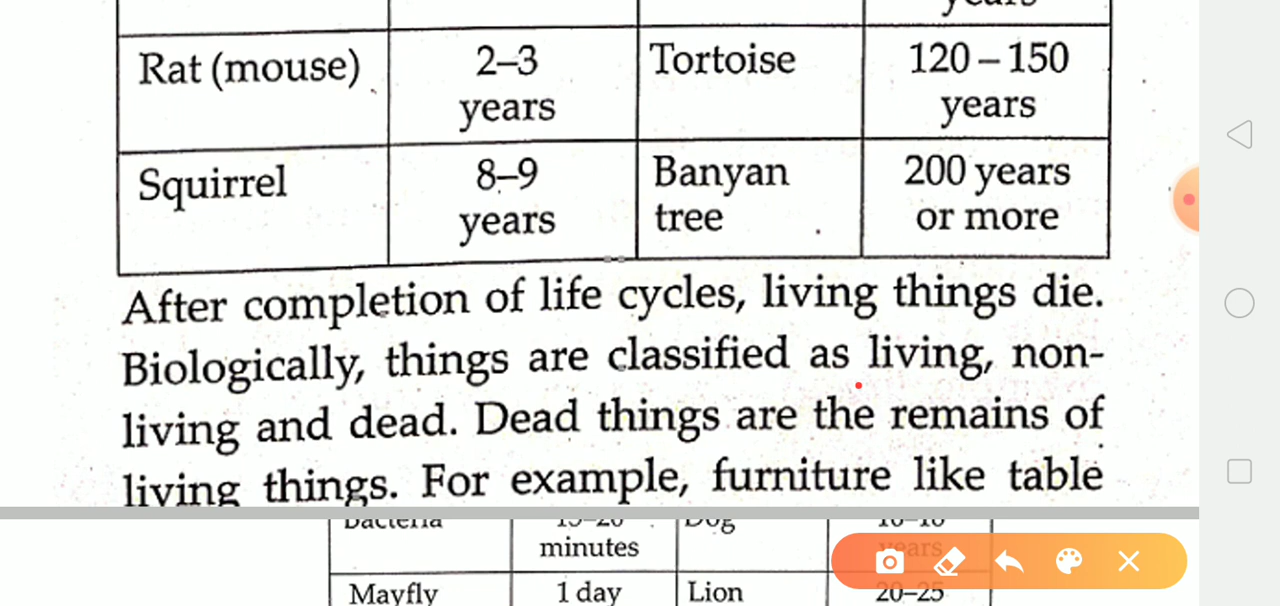 Rat (mouse) 2–3 years Tortoise 120 – 150 years
Squirrel 8–9 years Banyan tree 200 years or more
After completion of life cycles, living things die.
Biologically, things are classified as living, non-
living and dead. Dead things are the remains of
living things. For example, furniture like table
minutes years
Mayfly 1 day Lion 20–25